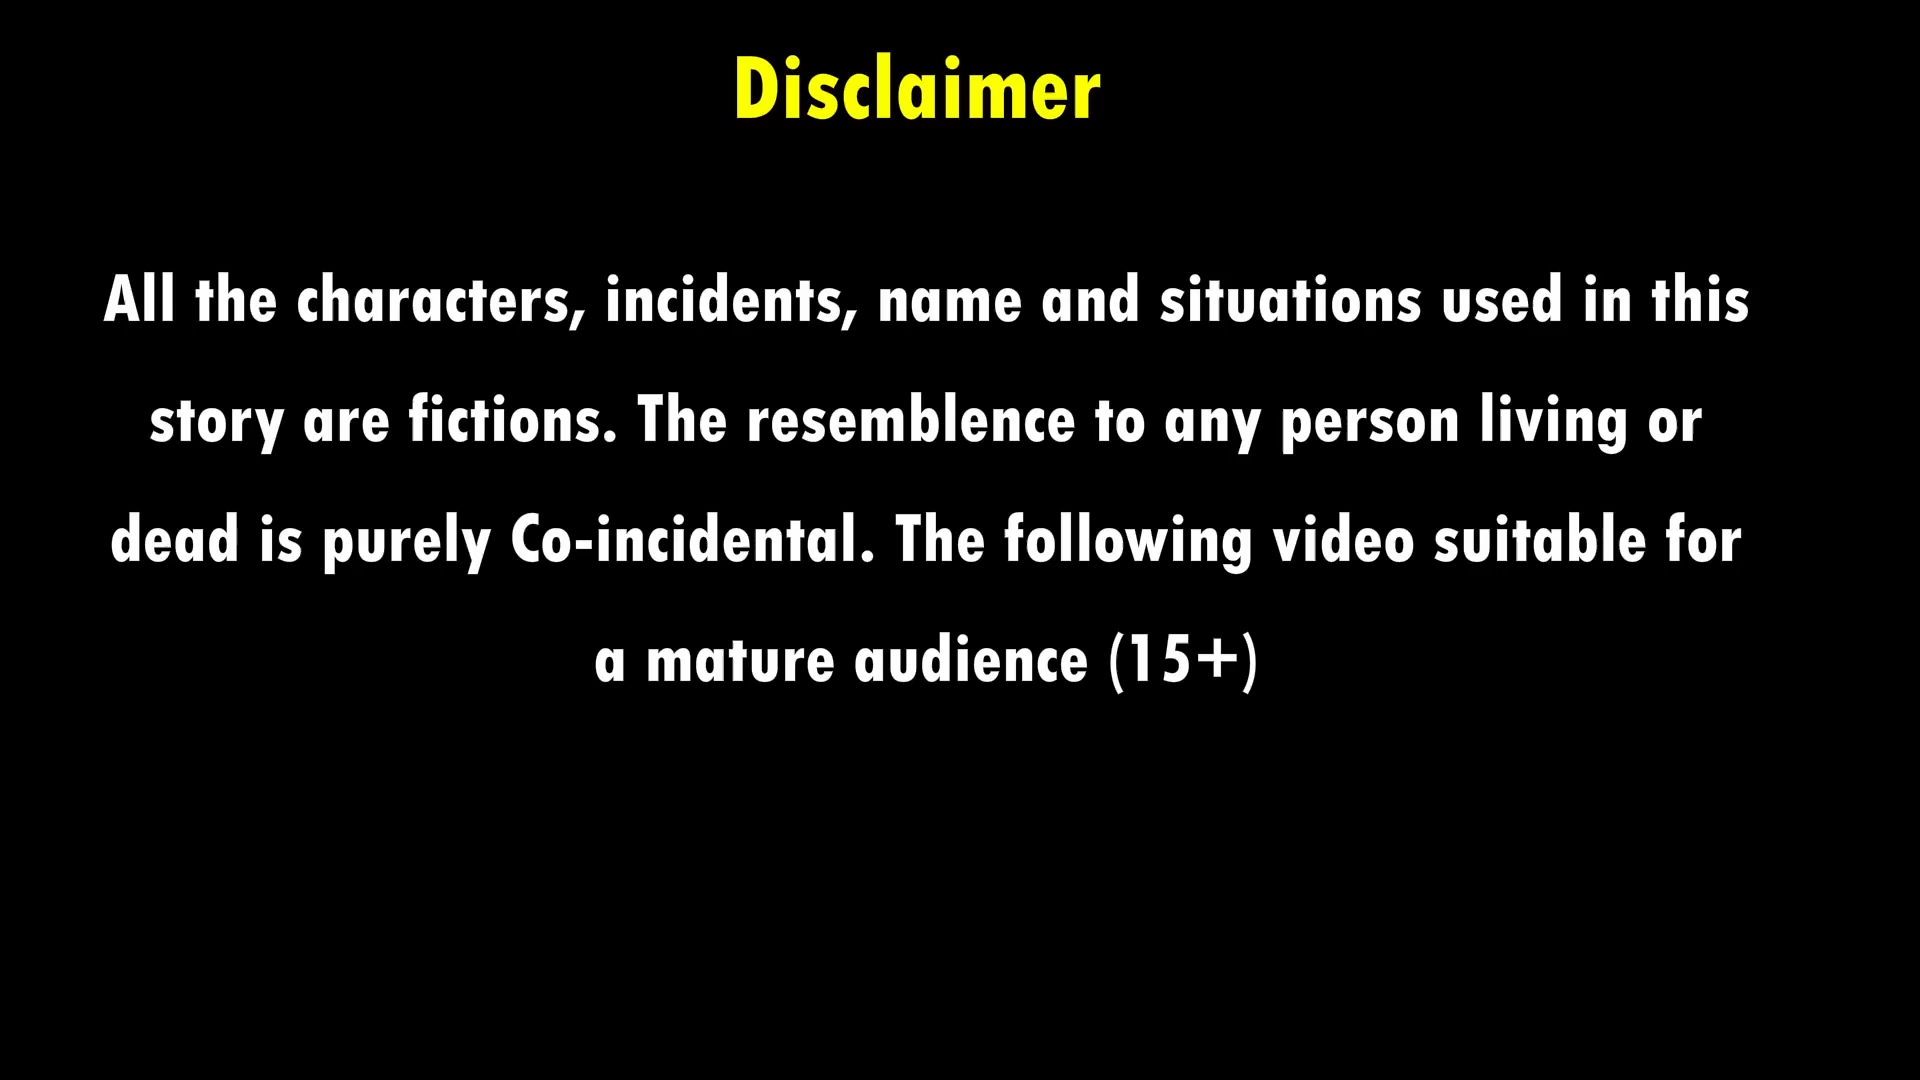 Disclaimer
All the characters, incidents, name and situations used in this
story are fictions. The resemblence to any person living or
dead is purely Co-incidental. The following video suitable for
a mature audience (15+)